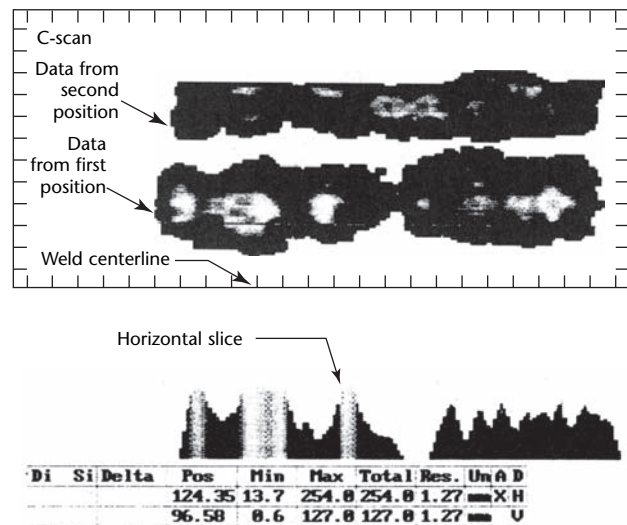 C-scan
Data from
second
position
Data
from first
position
Weld centerline
Horizontal slice
Di Si Delta Pos Min Max Total Res. Un A D
124.35 13.7 254.0 254.0 1.27 mm X H
96.58 0.6 127.0 127.0 1.27 mm V